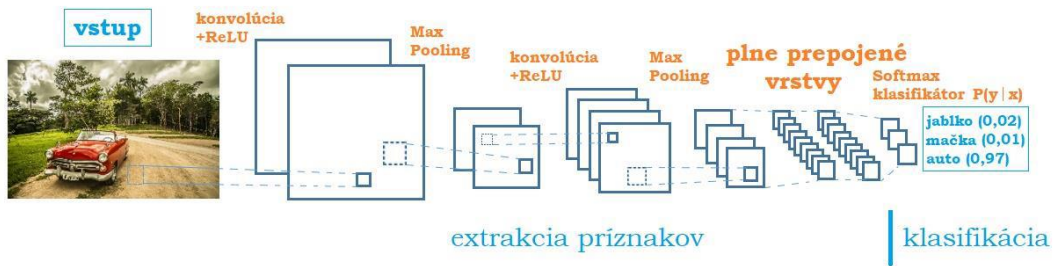 vstup
konvolúcia
+ReLU
Max
Pooling
konvolúcia
+ReLU
Max
Pooling
plne prepojené
vrstvy
Softmax
klasifikátor P(y|x)
jablko (0,02)
mačka (0,01)
auto (0,97)
extrakcia príznakov
klasifikácia